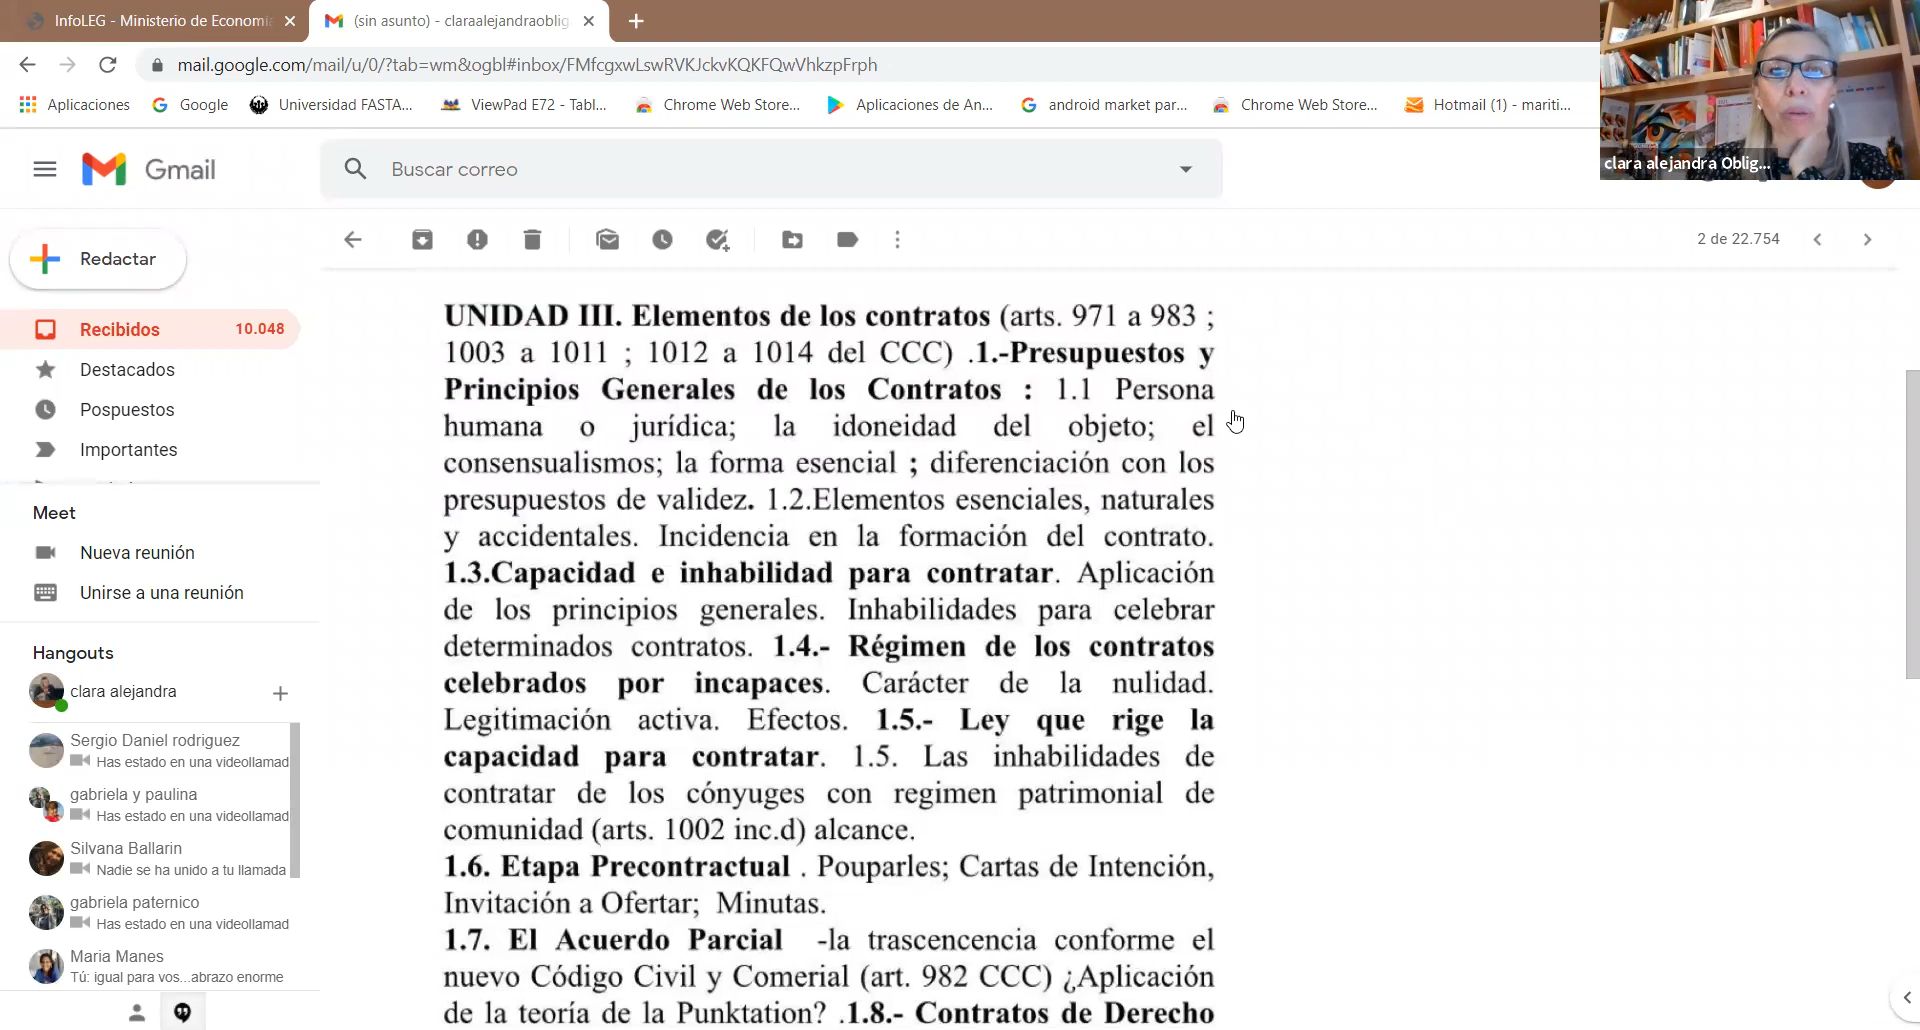 InfoLEG - Ministerio de Economi
(sin asunto) - claraalejandraoblig
mail.google.com/mail/u/0/?tab=wm&ogbl#inbox/FMfcgxwLswRVKJckvKQKFQwVhkzpFrph
Aplicaciones
Google
Universidad FASTA...
ViewPad E72 - Tabl...
Chrome Web Store...
Aplicaciones de An...
android market par...
Chrome Web Store...
Hotmail (1) - mariti...
clara alejandra Oblig...
Gmail
Buscar correo
2 de 22.754
Redactar
Recibidos 10.048
Destacados
Pospuestos
Importantes
Meet
Nueva reunión
Unirse a una reunión
Hangouts
clara alejandra
Sergio Daniel rodriguez
Has estado en una videollamad
gabriela y paulina
Has estado en una videollamad
Silvana Ballarin
Nadie se ha unido a tu llamada
gabriela paternico
Has estado en una videollamad
Maria Manes
Tú: igual para vos...abrazo enorme
UNIDAD III. Elementos de los contratos (arts. 971 a 983 ;
1003 a 1011 ; 1012 a 1014 del CCC) .1.-Presupuestos y
Principios Generales de los Contratos : 1.1 Persona
humana o jurídica; la idoneidad del objeto; el
consensualismos; la forma esencial ; diferenciación con los
presupuestos de validez. 1.2.Elementos esenciales, naturales
y accidentales. Incidencia en la formación del contrato.
1.3.Capacidad e inhabilidad para contratar. Aplicación
de los principios generales. Inhabilidades para celebrar
determinados contratos. 1.4.- Régimen de los contratos
celebrados por incapaces. Carácter de la nulidad.
Legitimación activa. Efectos. 1.5.- Ley que rige la
capacidad para contratar. 1.5. Las inhabilidades de
contratar de los cónyuges con regimen patrimonial de
comunidad (arts. 1002 inc.d) alcance.
1.6. Etapa Precontractual . Pouparles; Cartas de Intención,
Invitación a Ofertar; Minutas.
1.7. El Acuerdo Parcial -la trascencencia conforme el
nuevo Código Civil y Comerial (art. 982 CCC) ¿Aplicación
de la teoría de la Punktation? .1.8.- Contratos de Derecho